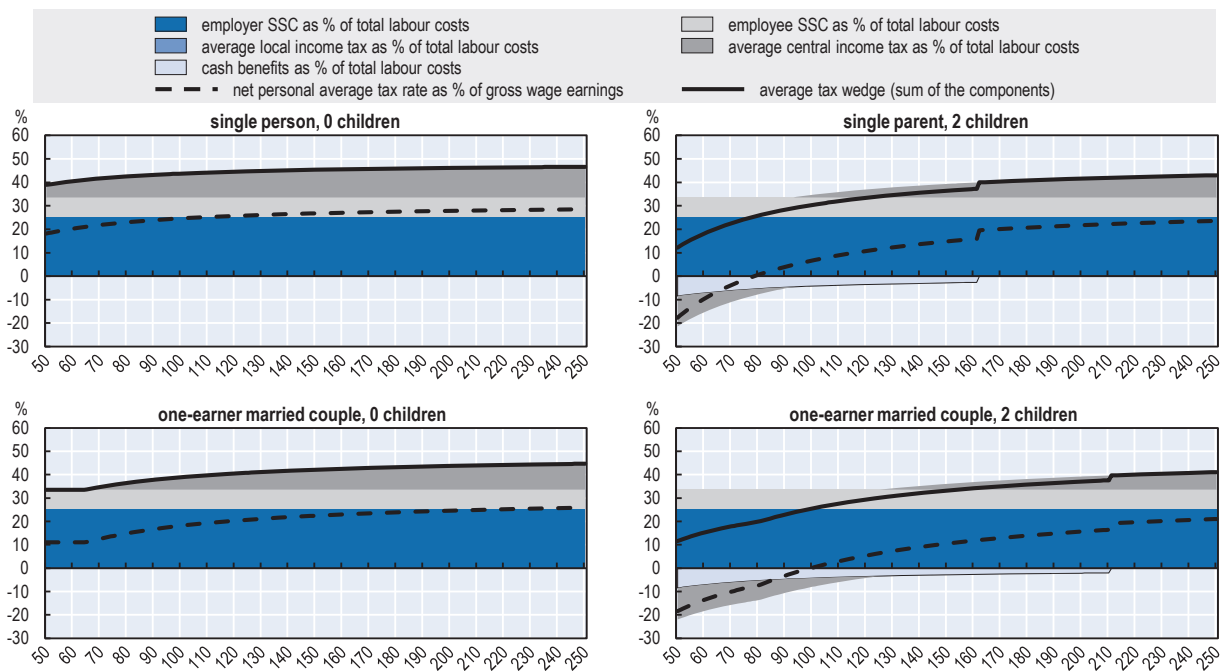 employer SSC as % of total labour costs
employee SSC as % of total labour costs
average local income tax as % of total labour costs
average central income tax as % of total labour costs
cash benefits as % of total labour costs
net personal average tax rate as % of gross wage earnings
average tax wedge (sum of the components)
%
single person, 0 children
60
50
40
30
20
10
0
-10
-20
-30
50 60 70 80 90 100 110 120 130 140 150 160 170 180 190 200 210 220 230 240 250
%
single parent, 2 children
60
50
40
30
20
10
0
-10
-20
-30
50 60 70 80 90 100 110 120 130 140 150 160 170 180 190 200 210 220 230 240 250
%
one-earner married couple, 0 children
60
50
40
30
20
10
0
-10
-20
-30
50 60 70 80 90 100 110 120 130 140 150 160 170 180 190 200 210 220 230 240 250
%
one-earner married couple, 2 children
60
50
40
30
20
10
0
-10
-20
-30
50 60 70 80 90 100 110 120 130 140 150 160 170 180 190 200 210 220 230 240 250